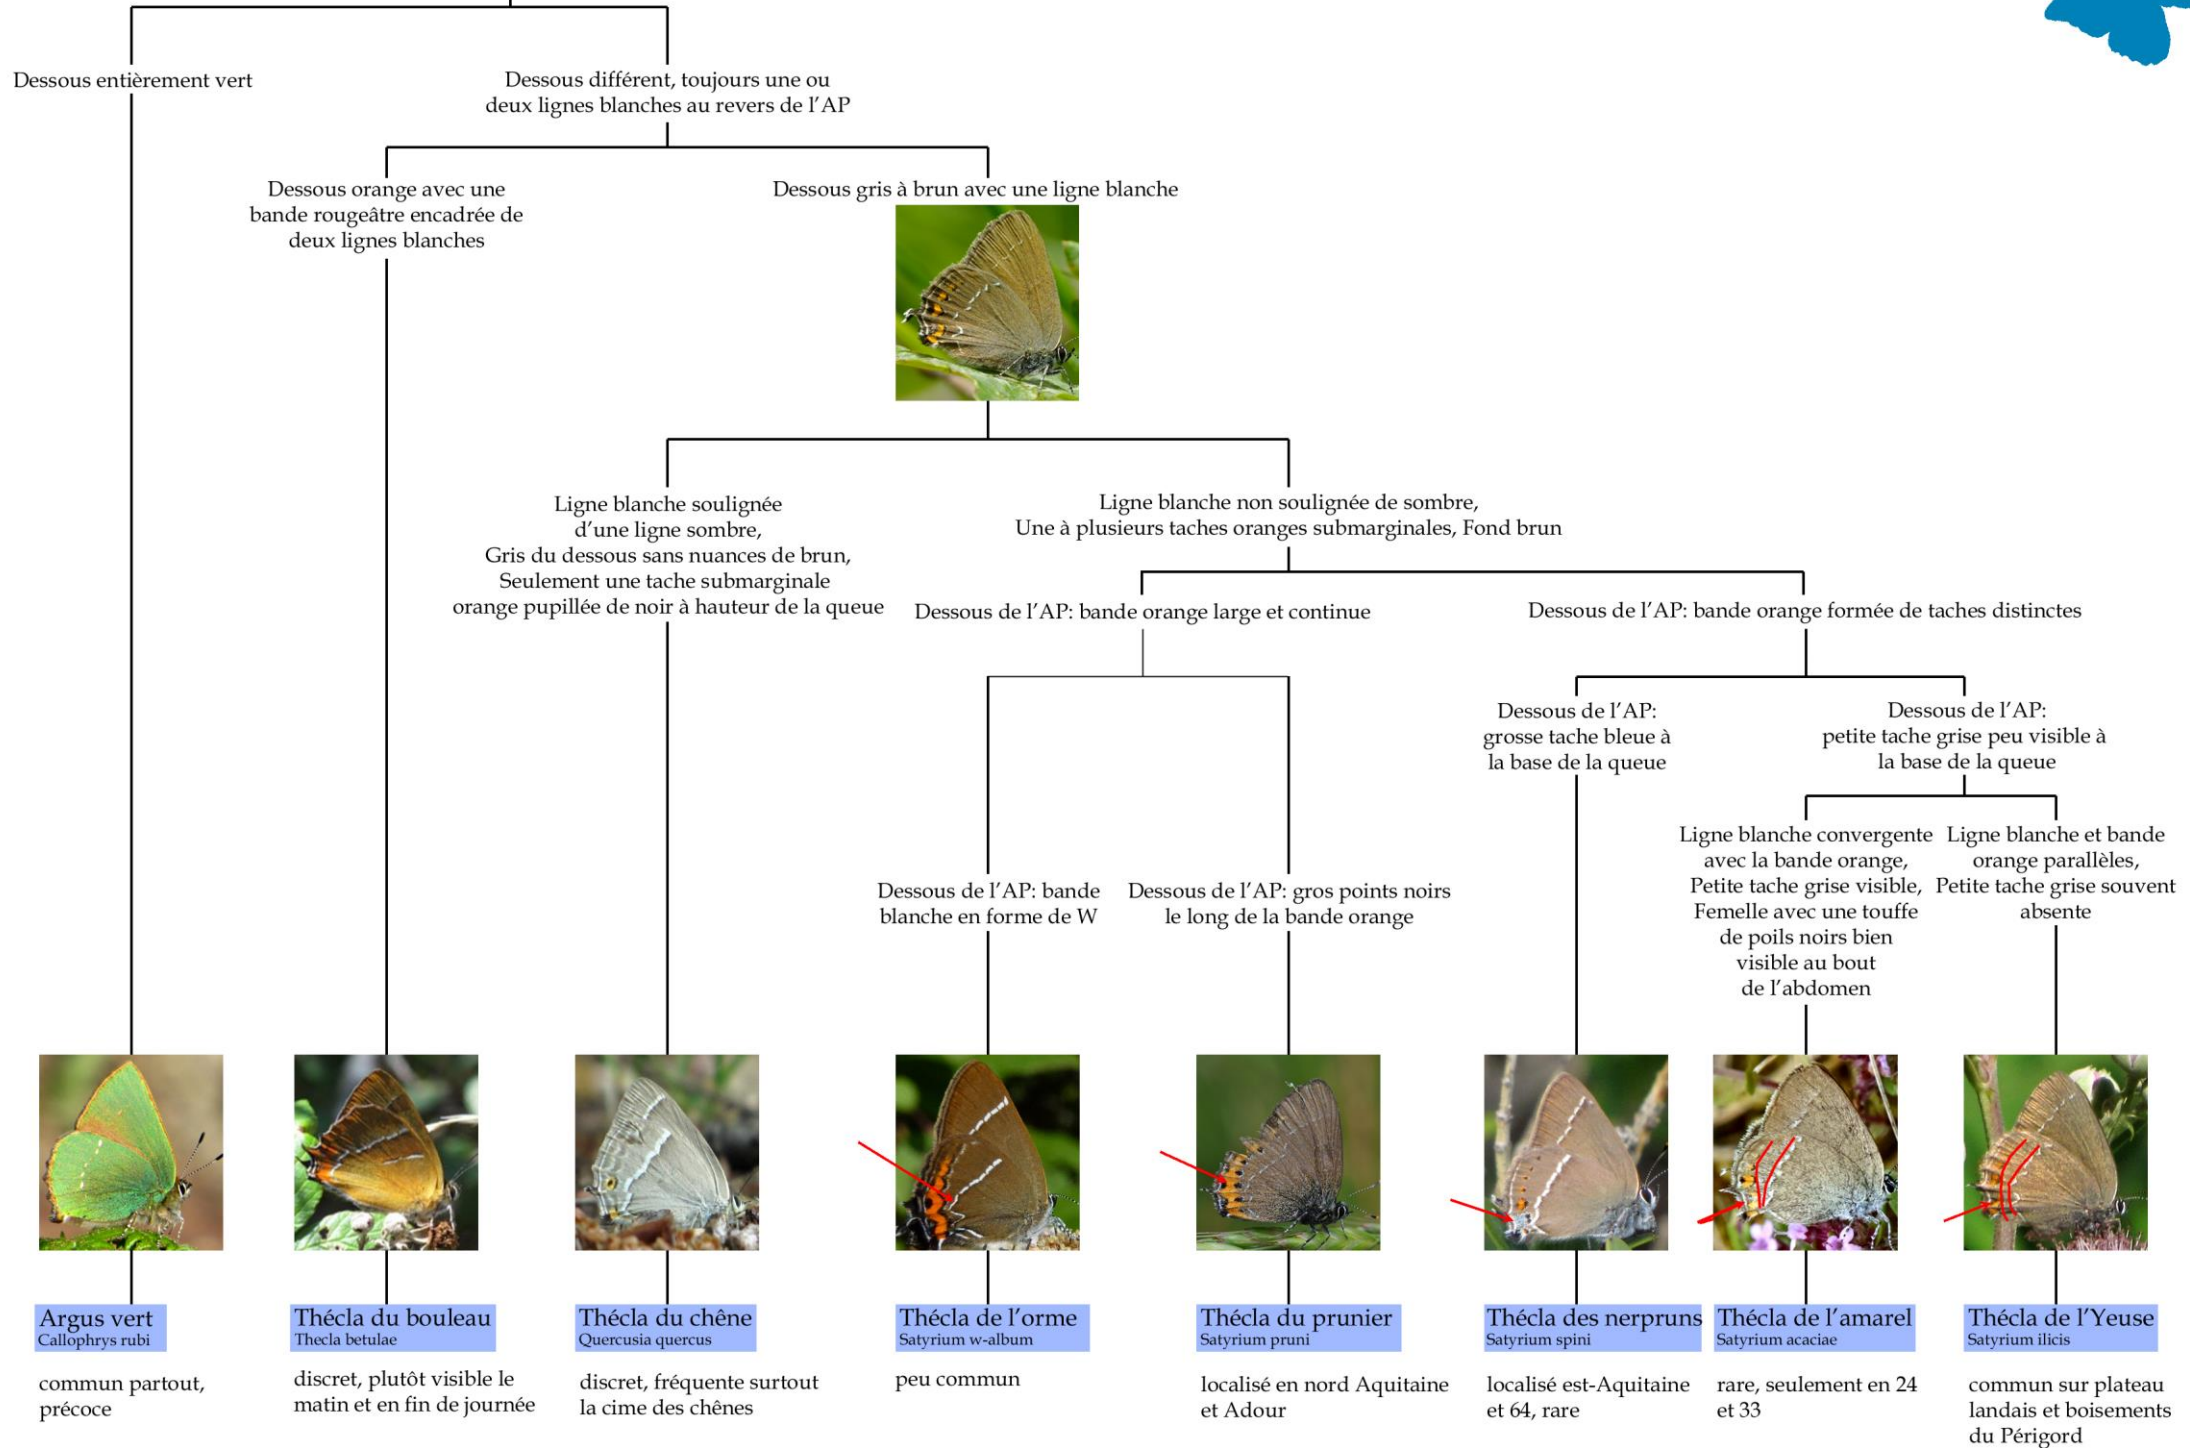 Dessous entièrement vert
Dessous différent, toujours une ou
deux lignes blanches au revers de l'AP
Dessous orange avec une
bande rougeâtre encadrée de
deux lignes blanches
Dessous gris à brun avec une ligne blanche
Ligne blanche soulignée
d'une ligne sombre,
Gris du dessous sans nuances de brun,
Seulement une tache submarginale
orange pupillée de noir à hauteur de la queue
Ligne blanche non soulignée de sombre,
Une à plusieurs taches oranges submarginales, Fond brun
Dessous de l'AP: bande orange large et continue
Dessous de l'AP: bande orange formée de taches distinctes
Dessous de l'AP:
grosse tache bleue à
la base de la queue
Dessous de l'AP:
petite tache grise peu visible à
la base de la queue
Dessous de l'AP: bande
blanche en forme de W
Dessous de l'AP: gros points noirs
le long de la bande orange
Ligne blanche convergente
avec la bande orange,
Petite tache grise visible,
Femelle avec une touffe
de poils noirs bien
visible au bout
de l'abdomen
Ligne blanche et bande
orange parallèles,
Petite tache grise souvent
absente
Argus vert
Callophrys rubi
commun partout,
précoce
Thécla du bouleau
Thecla betulae
discret, plutôt visible le
matin et en fin de journée
Thécla du chêne
Quercusia quercus
discret, fréquente surtout
la cime des chênes
Thécla de l'orme
Satyrium w-album
peu commun
Thécla du prunier
Satyrium pruni
localisé en nord Aquitaine
et Adour
Thécla des nerpruns
Satyrium spini
localisé est-Aquitaine
et 64, rare
Thécla de l'amarel
Satyrium acaciae
rare, seulement en 24
et 33
Thécla de l'Yeuse
Satyrium ilicis
commun sur plateau
landais et boisements
du Périgord